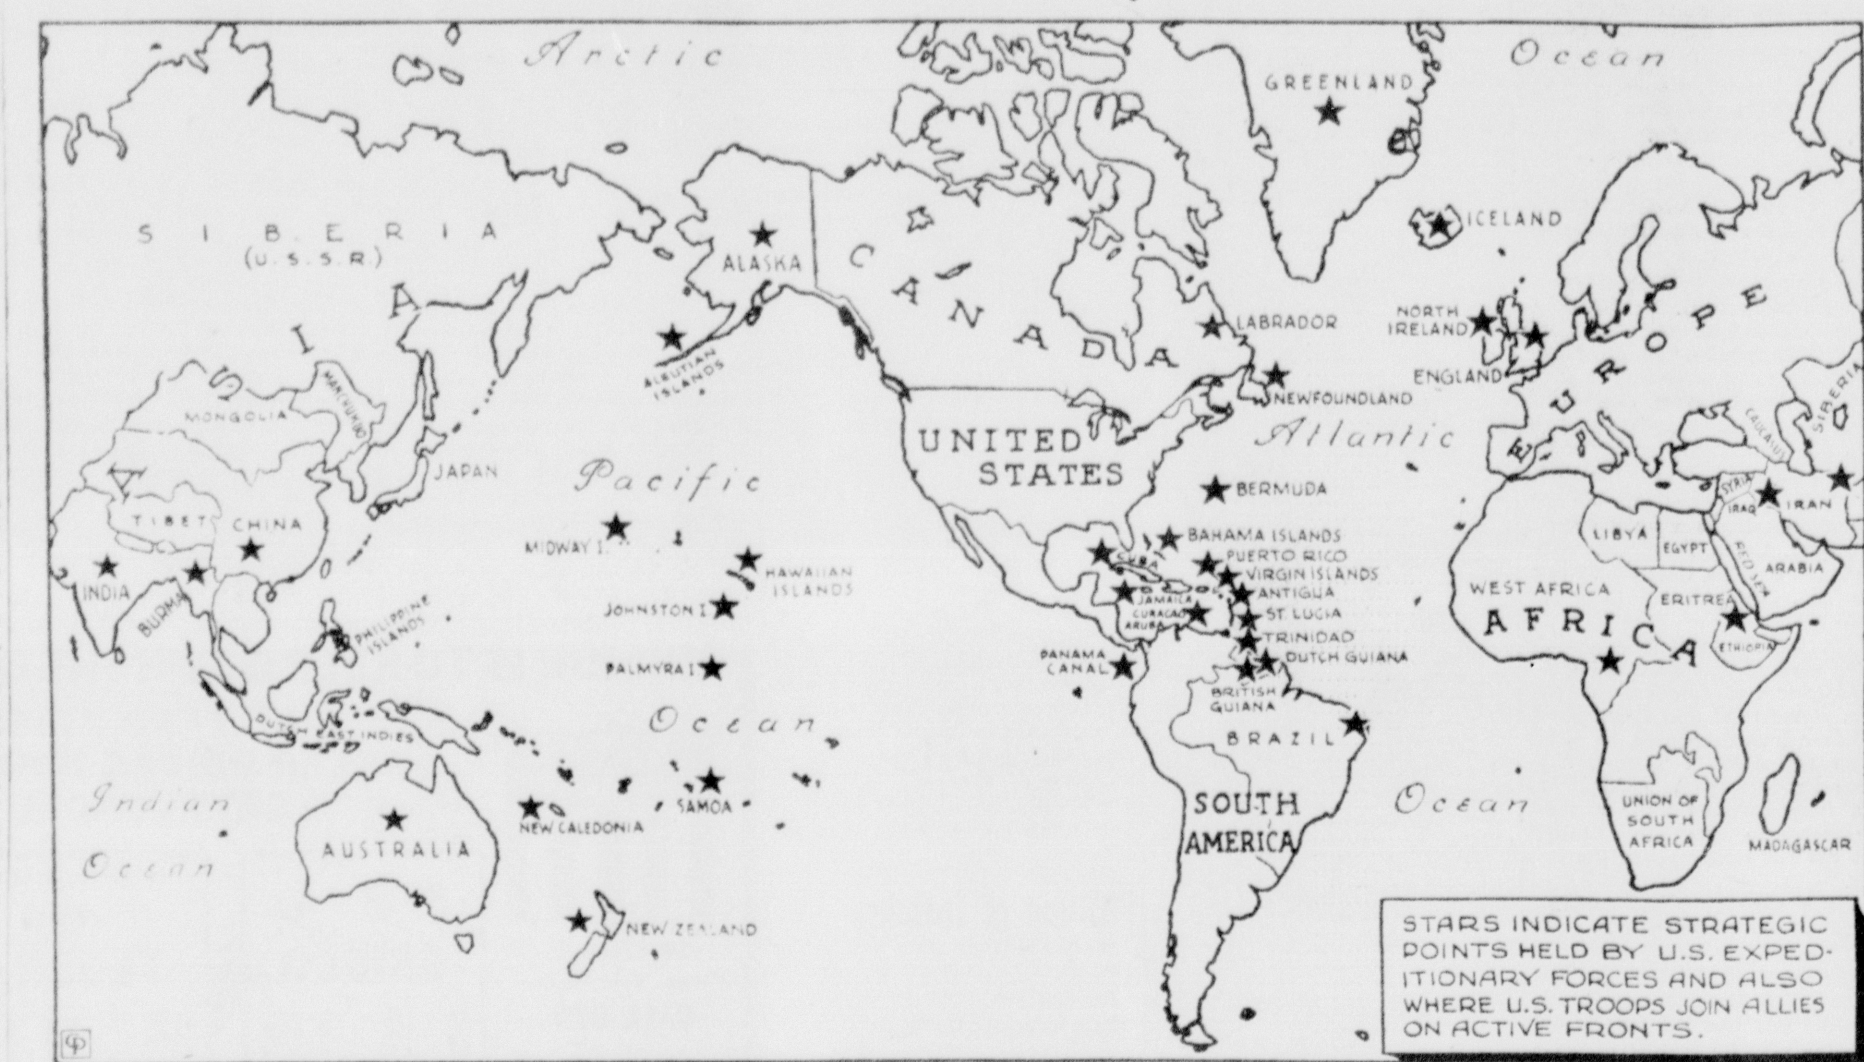 Arctic
Ocean
GREENLAND
SIBERIA
(U.S.S.R.)
ICELAND
ALASKA
CANADA
ASIA
LABRADOR
NORTH
IRELAND
EUROPE
ALEUTIAN
ISLANDS
ENGLAND
NEWFOUNDLAND
MONGOLIA
MANCHUKUO
SIBERIA
CAUCASUS
UNITED
STATES
Atlantic
JAPAN
Pacific
BERMUDA
SYRIA
IRAQ
IRAN
TIBET
CHINA
MIDWAY I.
BAHAMA ISLANDS
LIBYA
EGYPT
RED SEA
CUBA
PUERTO RICO
HAWAIIAN
ISLANDS
VIRGIN ISLANDS
ARABIA
INDIA
BURMA
JOHNSTON I
ANTIGUA
WEST AFRICA
ERITREA
JAMAICA
CURACAO
ARUBA
ST. LUCIA
AFRICA
PHILIPPINE
ISLANDS
TRINIDAD
ETHIOPIA
PALMYRA I
PANAMA
CANAL
DUTCH GUIANA
BRITISH
GUIANA
Ocean
DUTCH EAST INDIES
BRAZIL
Indian
Ocean
SAMOA
NEW CALEDONIA
SOUTH
AMERICA
Ocean
UNION OF
SOUTH
AFRICA
MADAGASCAR
AUSTRALIA
NEW ZEALAND
STARS INDICATE STRATEGIC
POINTS HELD BY U.S. EXPED-
ITIONARY FORCES AND ALSO
WHERE U.S. TROOPS JOIN ALLIES
ON ACTIVE FRONTS.
CP